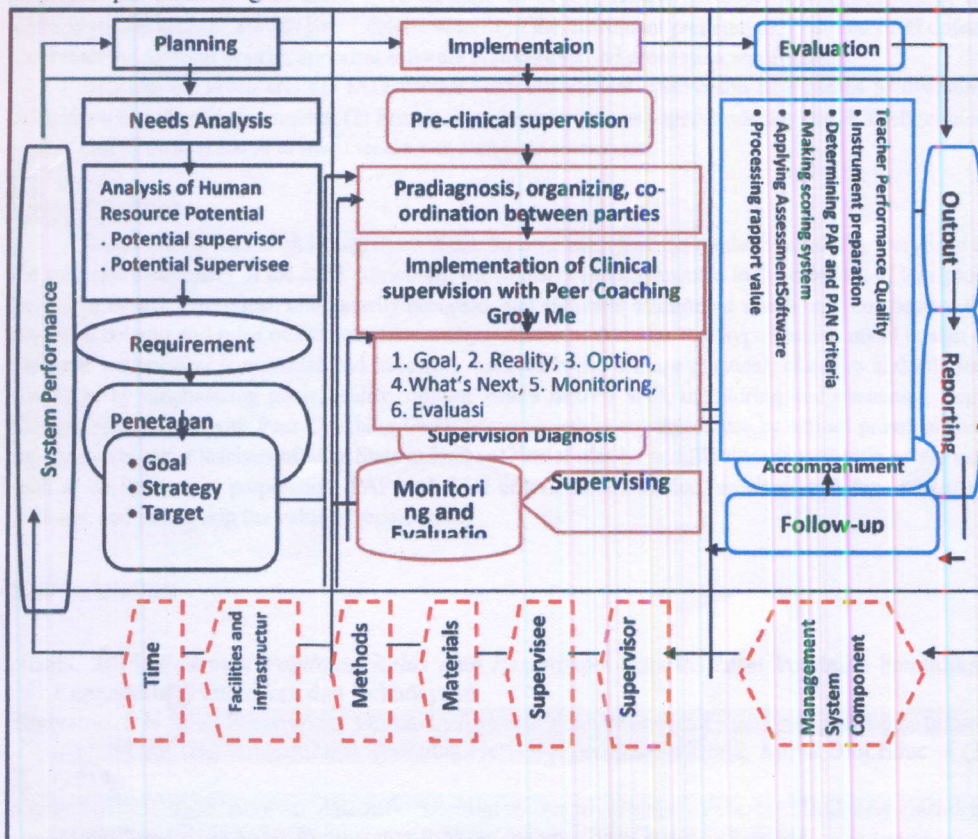 Planning
Implementaion
Evaluation
Needs Analysis
Analysis of Human
Resource Potential
. Potential supervisor
Potential Supervisee
Requirement
Penetapan
• Goal
• Strategy
• Target
System Performance
Pre-clinical supervision
Pradiagnosis, organizing, co-
ordination between parties
Implementation of Clinical
supervision with Peer Coaching
Grow Me
1. Goal, 2. Reality, 3. Option,
4.What's Next, 5. Monitoring,
6. Evaluasi
Supervision Diagnosis
Supervising
Monitori
ng and
Evaluatio
Teacher Performance Quality
• Instrument preparation
• Determining PAP and PAN Criteria
• Making scoring system
• Applying AssessmentSoftware
• Processing rapport value
Accompaniment
Follow-up
Output
Reporting
Time
Facilities and
Infrastructur
Methods
Materials
Supervisee
Supervisor
Management
System
Component